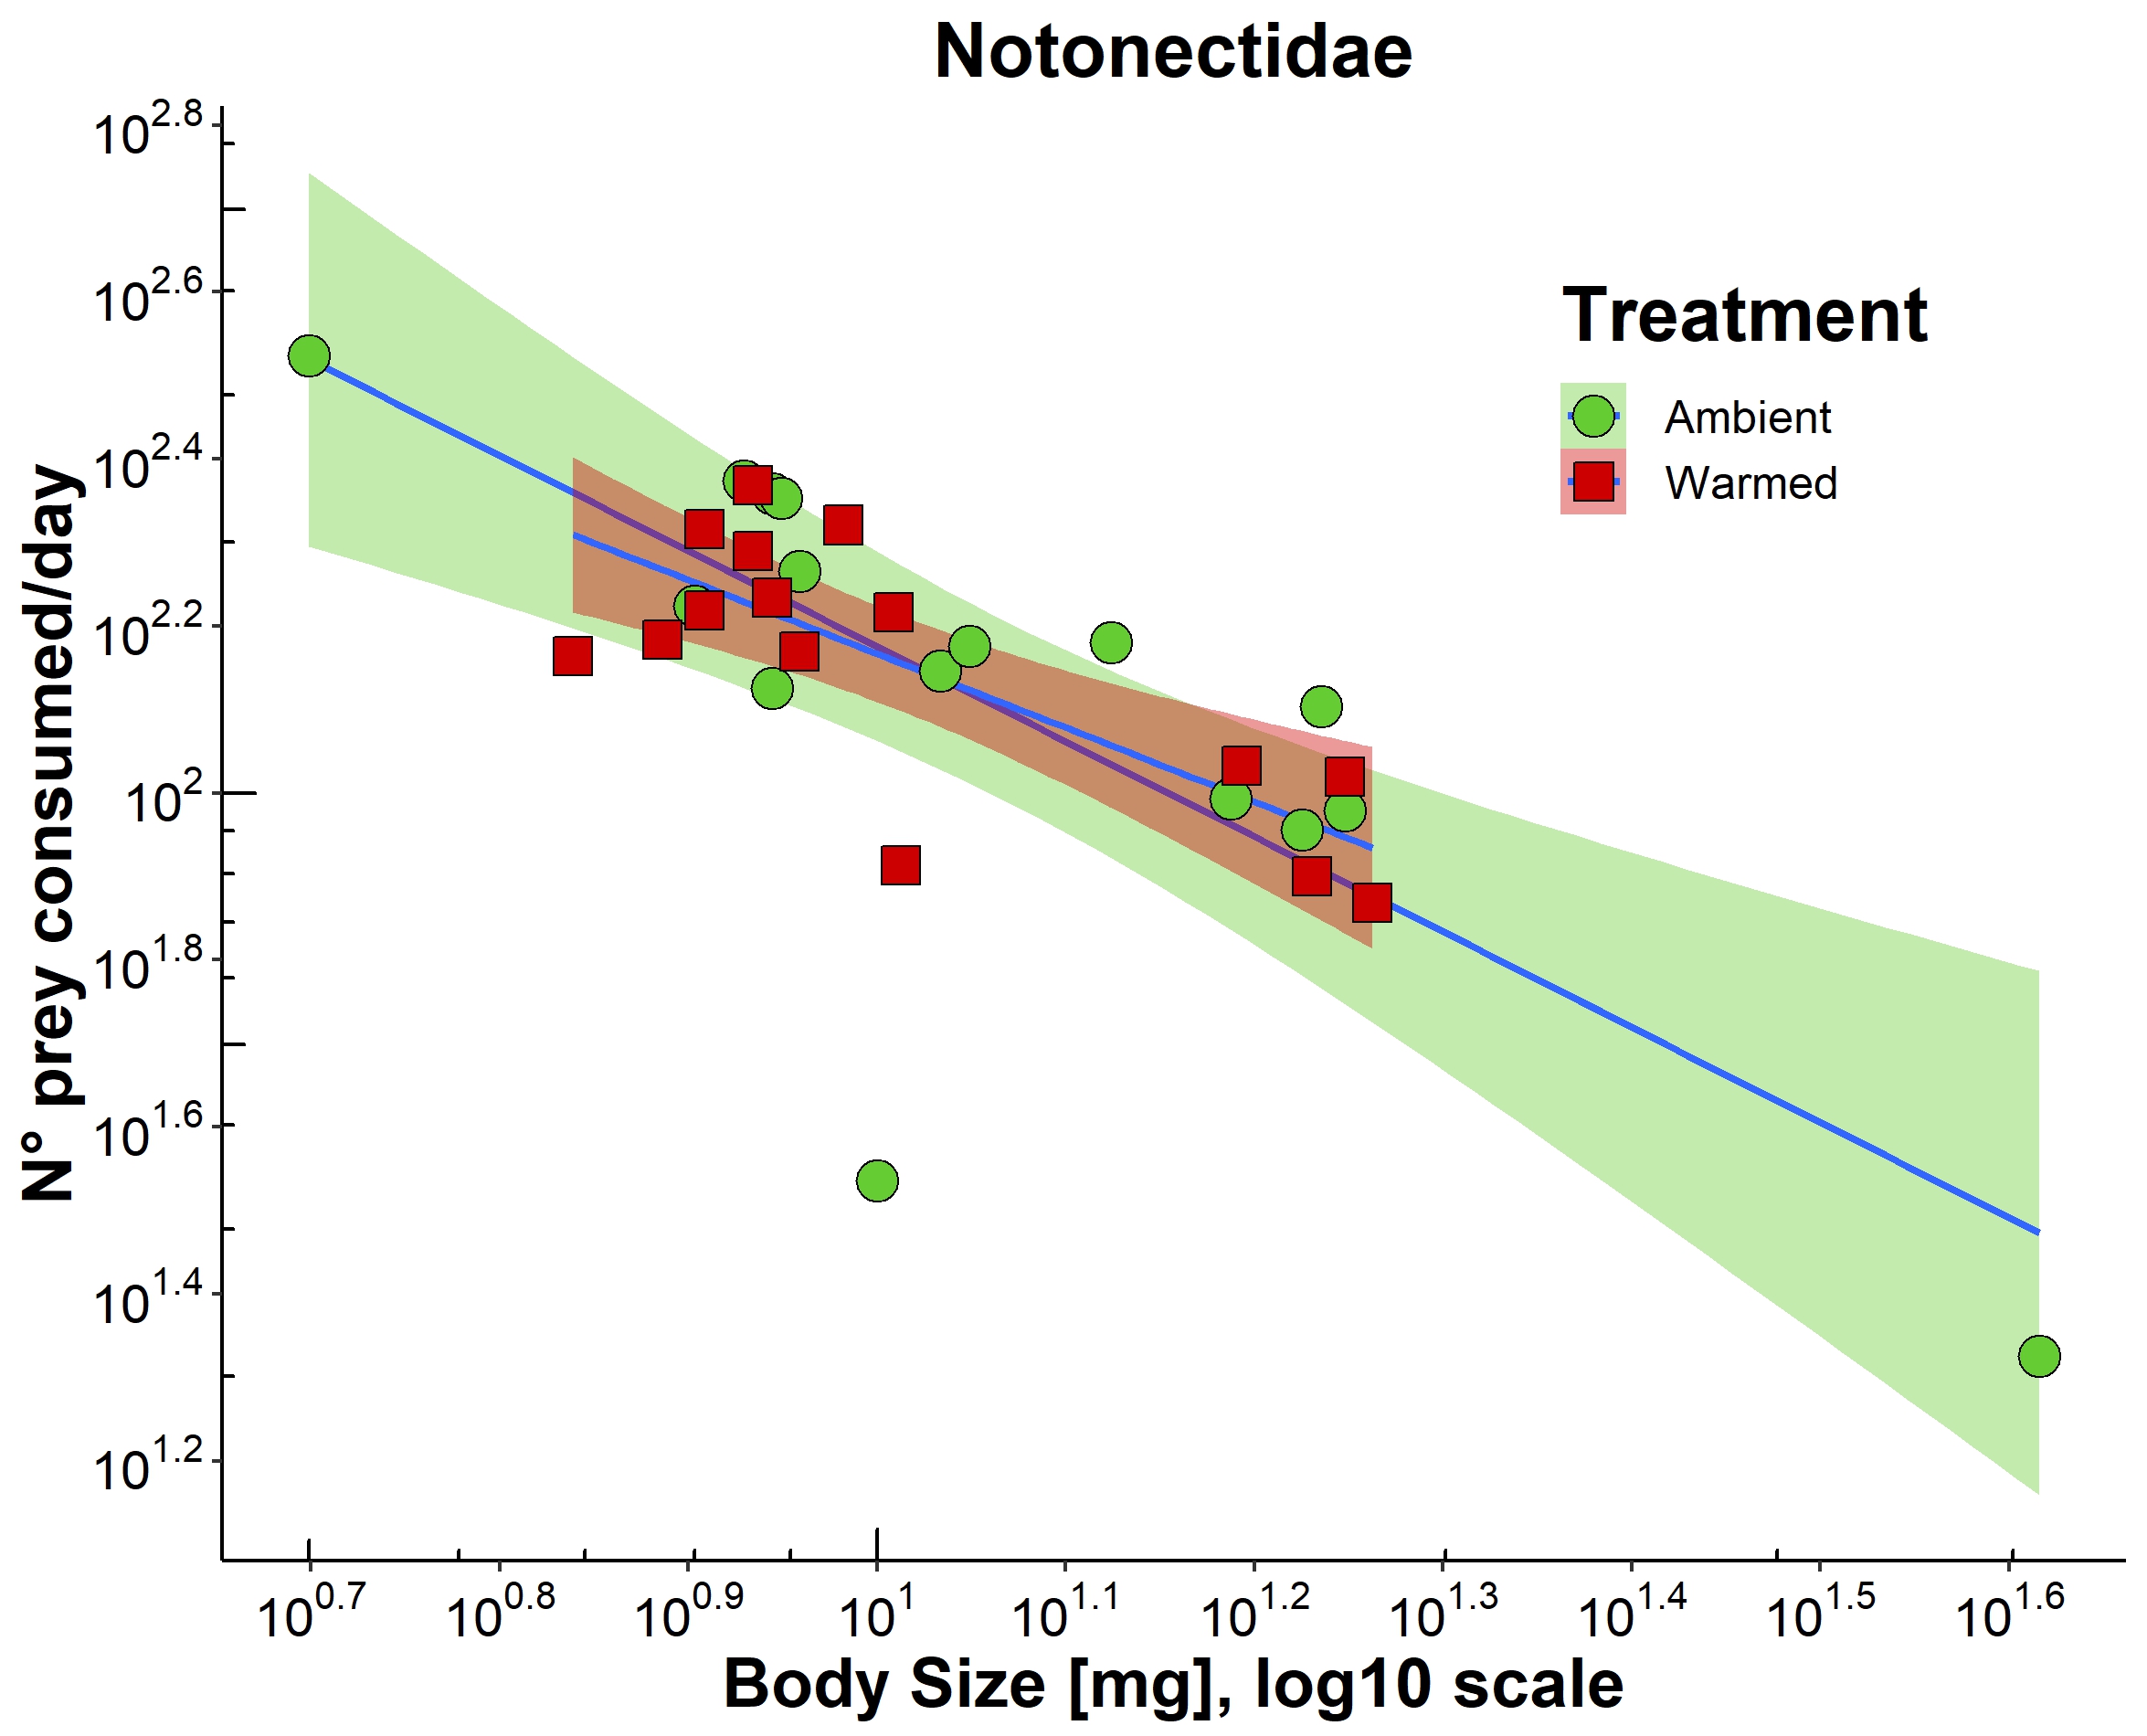 Notonectidae
N° prey consumed/day
10^2.8
10^2.6
10^2.4
10^2.2
10^2
10^1.8
10^1.6
10^1.4
10^1.2
Treatment
Ambient
Warmed
10^0.7 10^0.8 10^0.9 10^1 10^1.1 10^1.2 10^1.3 10^1.4 10^1.5 10^1.6
Body Size [mg], log10 scale